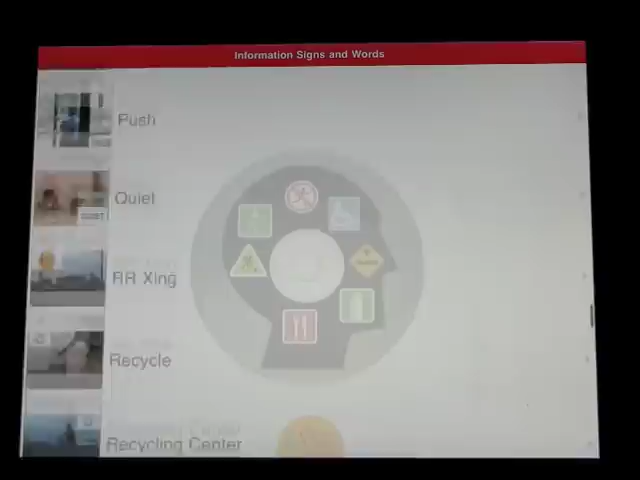 Information Signs and Words
Push
Quiet
RR Xing
Recycle
Recycling Center